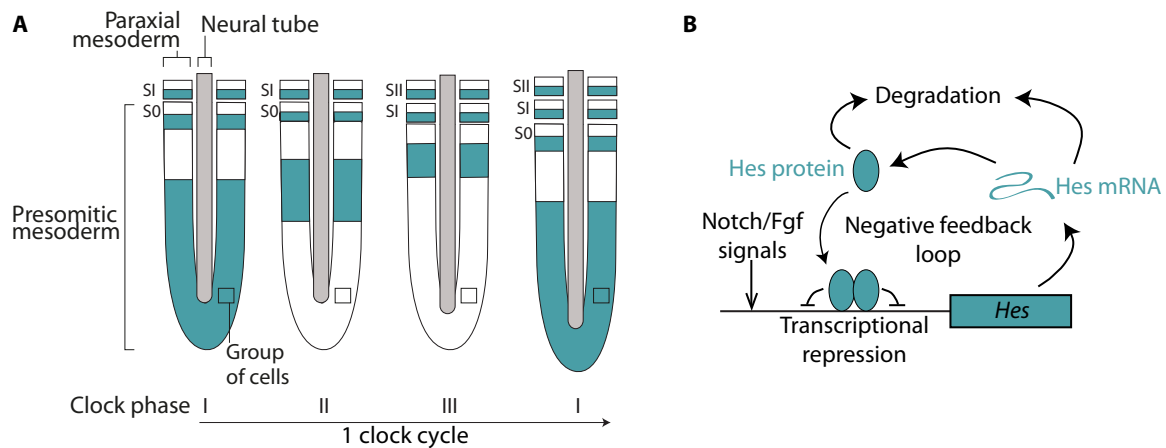 A
Paraxial
mesoderm
Neural tube
SI
S0
SI
S0
SII
SI
SII
SI
S0
Presomitic
mesoderm
Group
of cells
Clock phase I II III I
1 clock cycle
B
Degradation
Hes protein
Hes mRNA
Notch/Fgf
signals
Negative feedback
loop
Hes
Transcriptional
repression